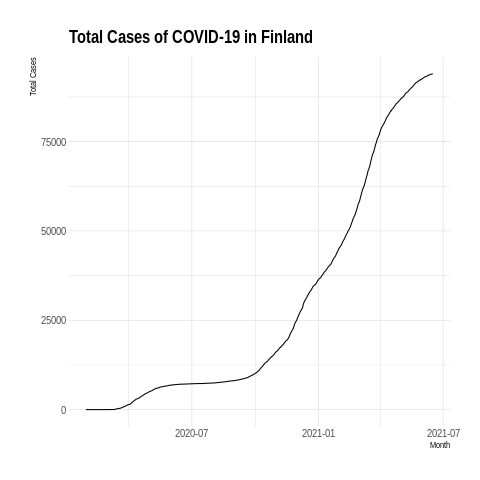 Total Cases of COVID-19 in Finland
Total Cases
75000
50000
25000
0
2020-07
2021-01
2021-07
Month